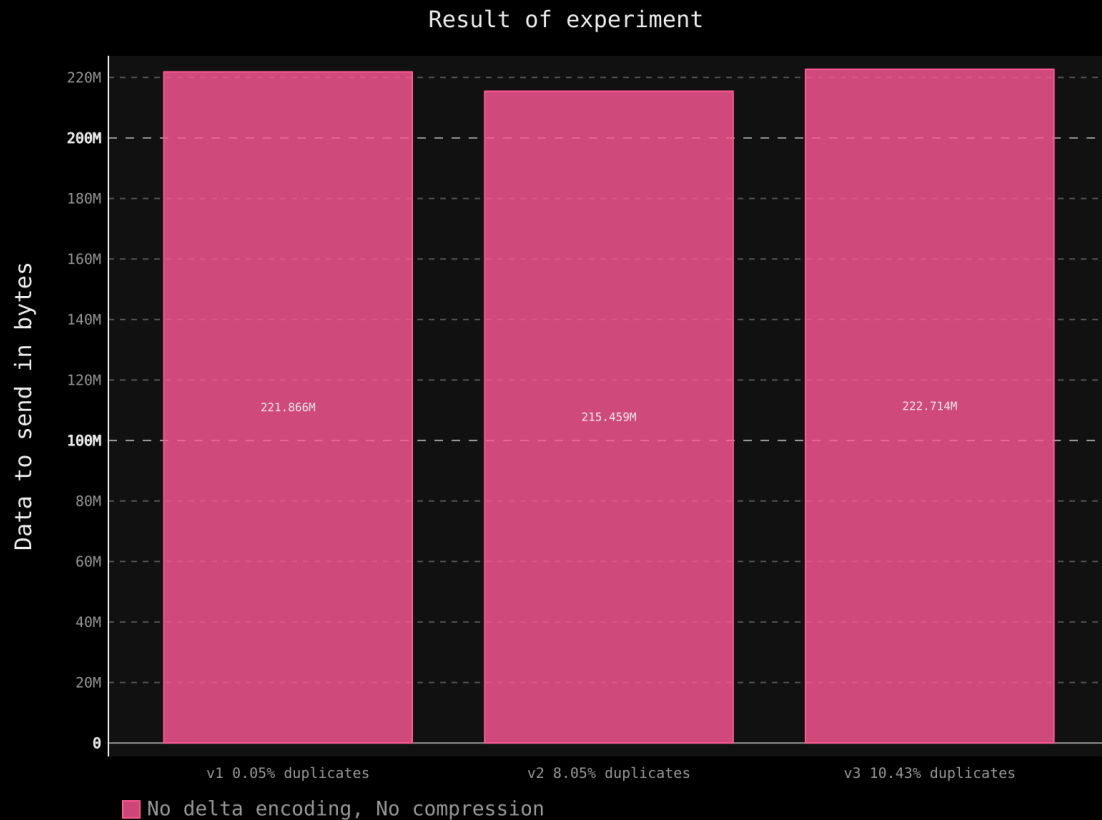 Result of experiment
Data to send in bytes
220M
200M
180M
160M
140M
120M
100M
80M
60M
40M
20M
0
221.866M
215.459M
222.714M
v1 0.05% duplicates
v2 8.05% duplicates
v3 10.43% duplicates
No delta encoding, No compression